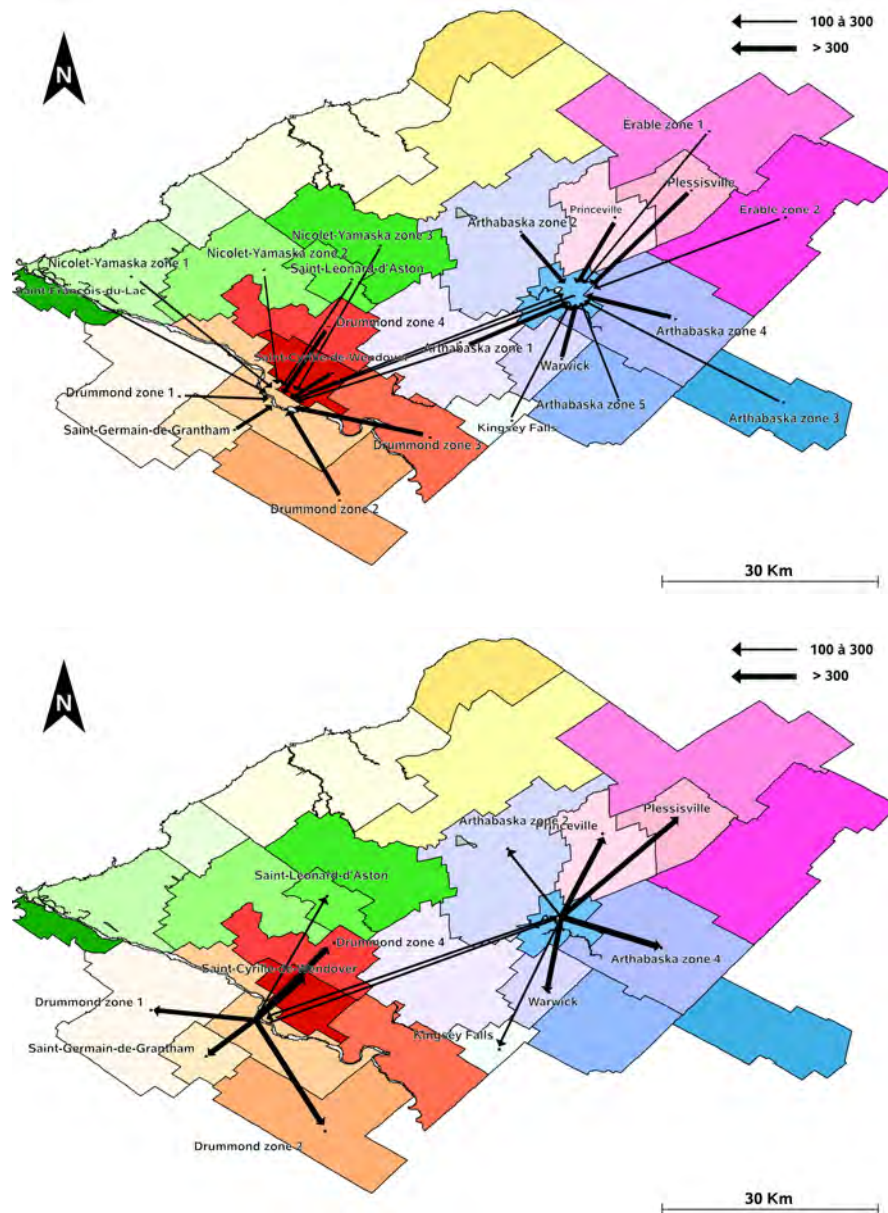 100 à 300
> 300
N
Erable zone 1
Plessisville
Princeville
Erable zone 2
Arthabaska zone 2
Nicolet-Yamaska zone 3
Nicolet-Yamaska zone 2
Saint-Léonard-d'Aston
Nicolet-Yamaska zone 1
Saint-François-du-Lac
Drummond zone 4
Arthabaska zone 4
Saint-Cyrille-de-Wendover
Arthabaska zone 1
Warwick
Drummond zone 1
Arthabaska zone 5
Arthabaska zone 3
Saint-Germain-de-Grantham
Kingsey Falls
Drummond zone 3
Drummond zone 2
30 Km
100 à 300
> 300
N
Plessisville
Arthabaska zone 2
Princeville
Saint-Léonard-d'Aston
Drummond zone 4
Arthabaska zone 4
Saint-Cyrille-de-Wendover
Drummond zone 1
Warwick
Kingsey Falls
Saint-Germain-de-Grantham
Drummond zone 2
30 Km